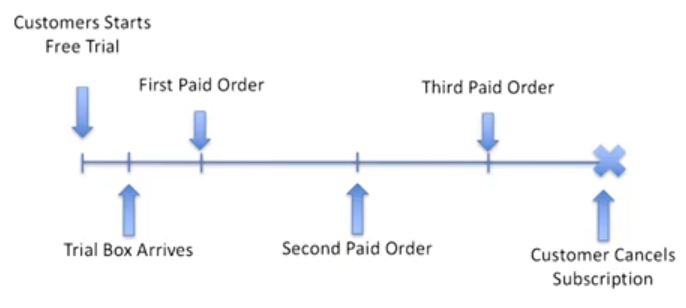 Customers Starts
Free Trial
First Paid Order
Third Paid Order
Trial Box Arrives
Second Paid Order
Customer Cancels
Subscription